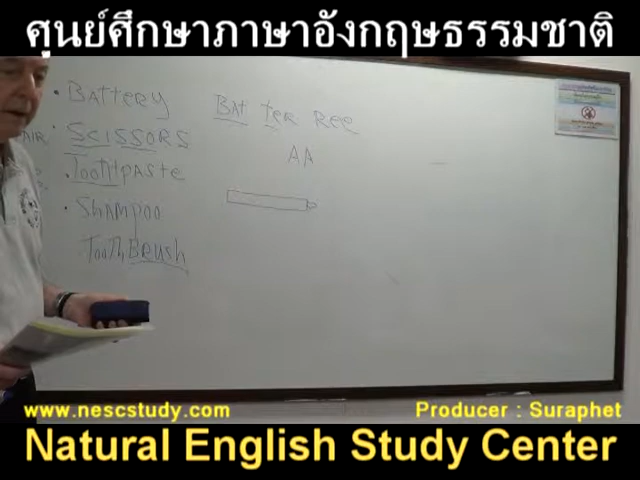 ศูนย์ศึกษาภาษาอังกฤษธรรมชาติ
BATTERY
BAT TER REE
AIR
SCISSORS
AA
TOOTHPASTE
SHAMPOO
TOOTHBRUSH
www.nescstudy.com
Producer : Suraphet
Natural English Study Center